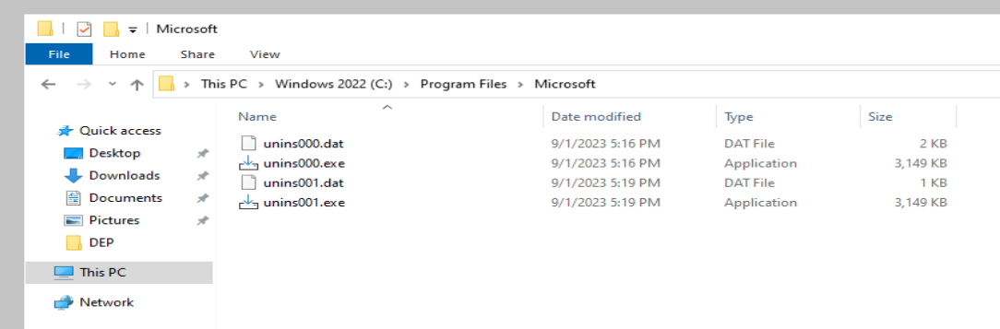 Microsoft
File Home Share View
This PC > Windows 2022 (C:) > Program Files > Microsoft
Name Date modified Type Size
Quick access
Desktop
Downloads
Documents
Pictures
DEP
This PC
Network
unins000.dat 9/1/2023 5:16 PM DAT File 2 KB
unins000.exe 9/1/2023 5:16 PM Application 3,149 KB
unins001.dat 9/1/2023 5:19 PM DAT File 1 KB
unins001.exe 9/1/2023 5:19 PM Application 3,149 KB